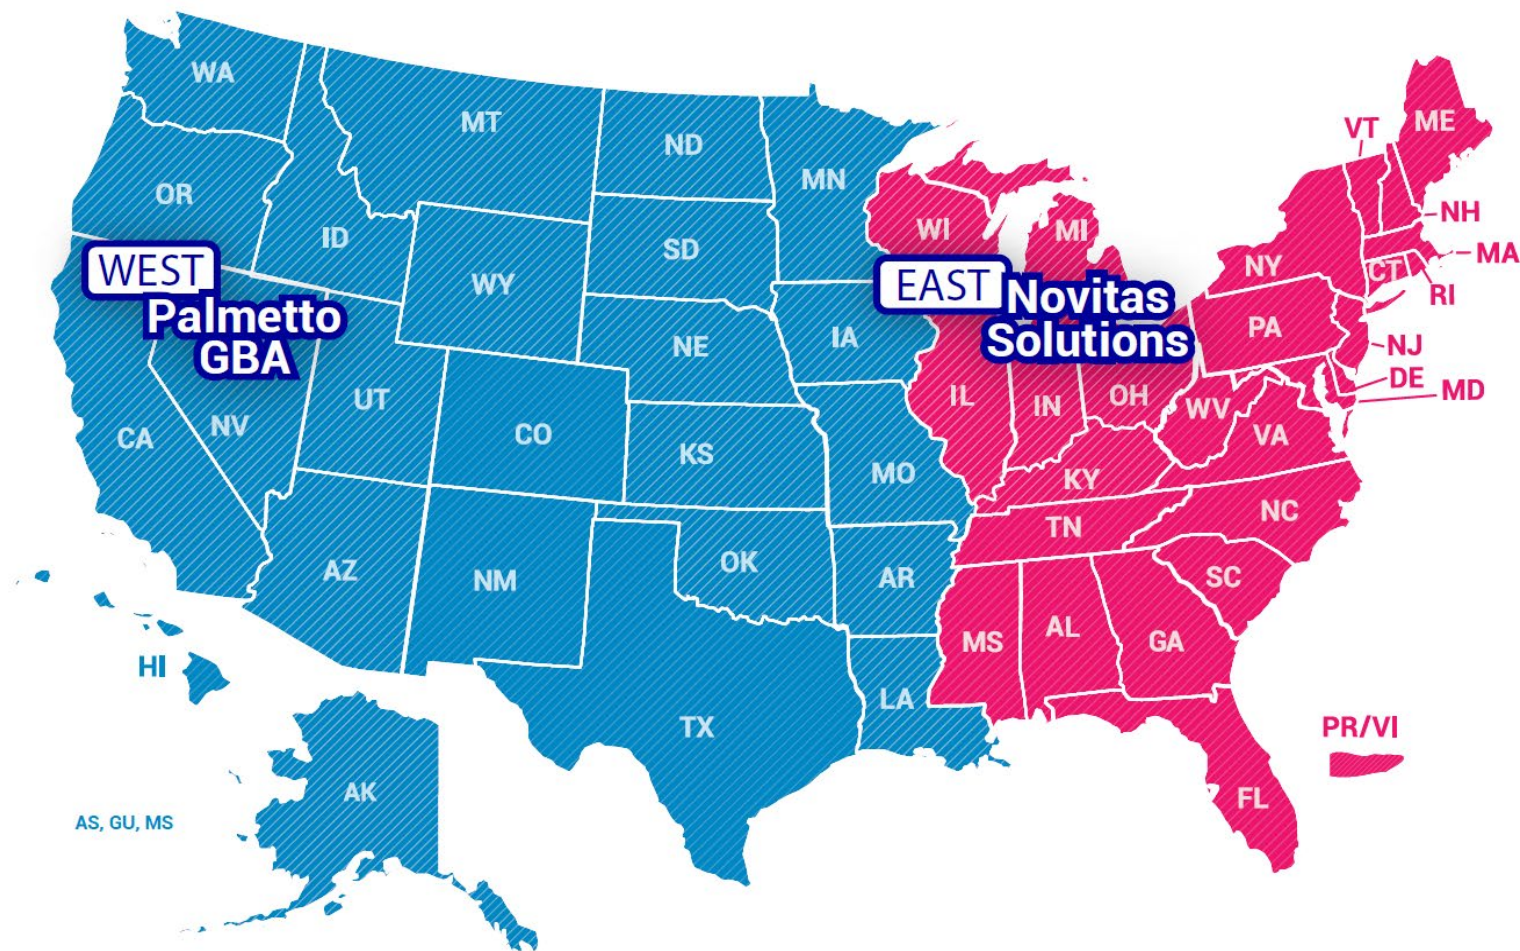 WA
MT
ND
MN
VT
ME
OR
ID
SD
WI
MI
NH
WY
NY
MA
CT
RI
WEST
EAST
Palmetto
GBA
Novitas
Solutions
NE
IA
PA
NJ
DE
MD
UT
IL
IN
OH
WV
CA
NV
CO
KS
VA
MO
KY
NC
TN
AZ
NM
OK
AR
SC
MS
AL
GA
HI
TX
LA
PR/VI
AK
FL
AS, GU, MS